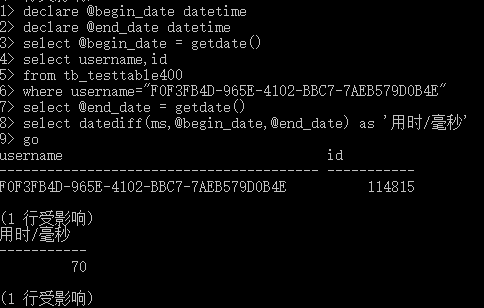 1> declare @begin_date datetime
2> declare @end_date datetime
3> select @begin_date = getdate()
4> select username,id
5> from tb_testtable400
6> where username="F0F3FB4D-965E-4102-BBC7-7AEB579D0B4E"
7> select @end_date = getdate()
8> select datediff(ms,@begin_date,@end_date) as '用时/毫秒'
9> go
username id
---------------------------------------- -----------
F0F3FB4D-965E-4102-BBC7-7AEB579D0B4E 114815
(1 行受影响)
用时/毫秒
-----------
70
(1 行受影响)